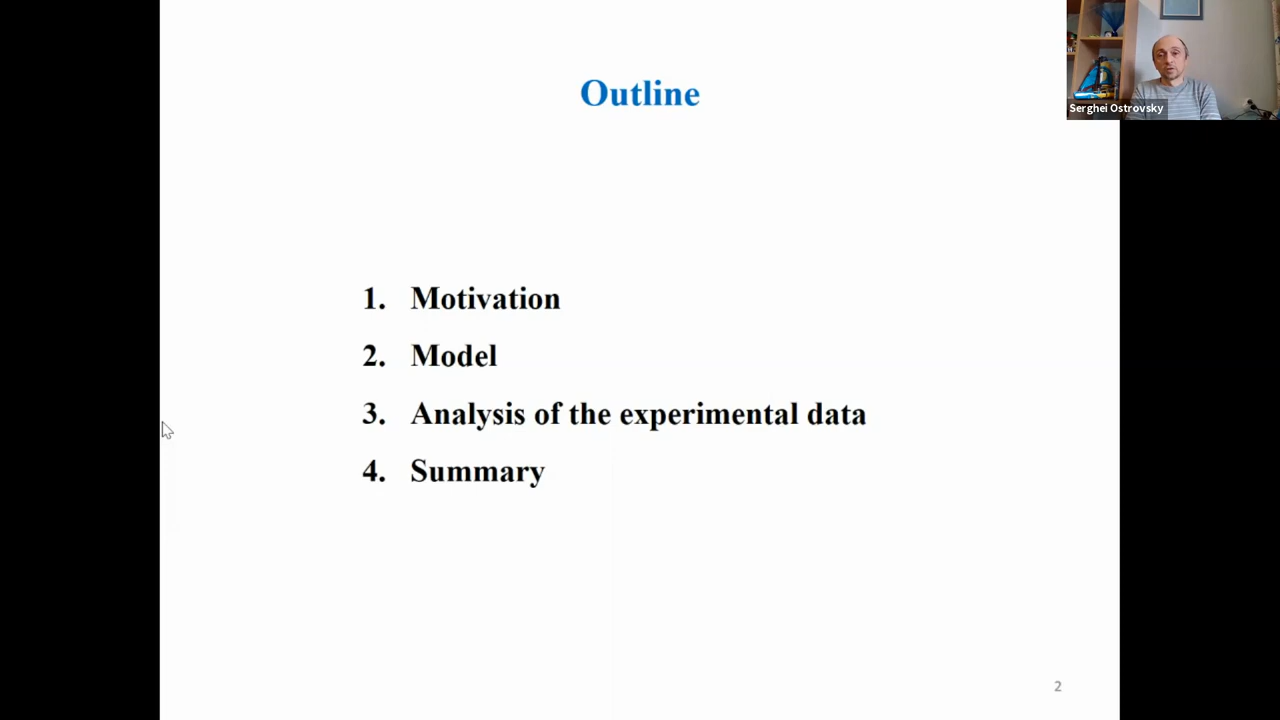 Outline
1. Motivation
2. Model
3. Analysis of the experimental data
4. Summary
2
Serghei Ostrovsky